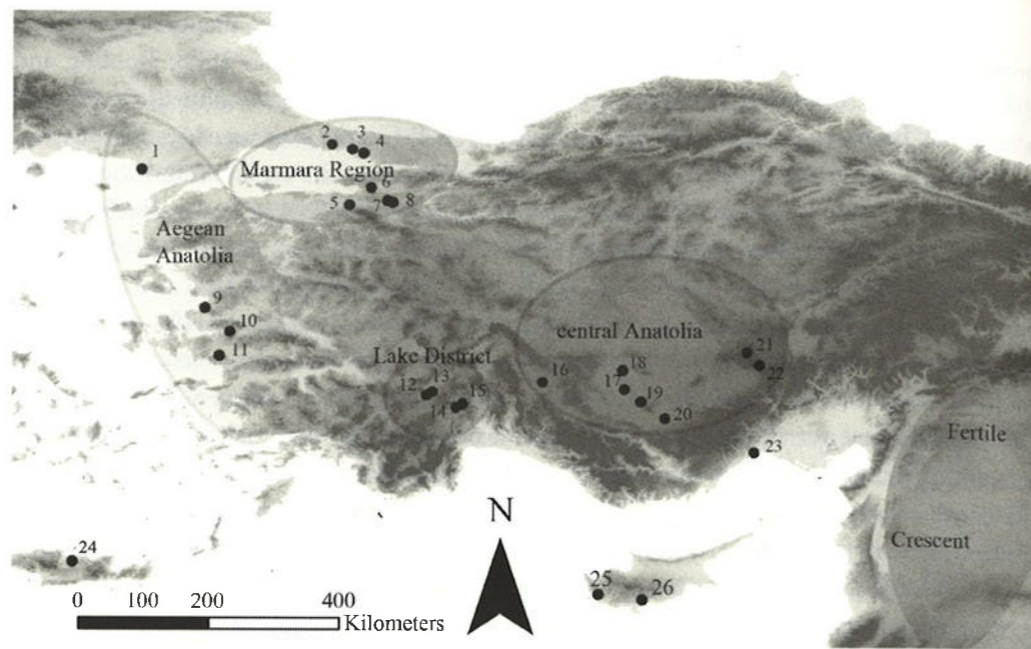 1
2
3
4
Marmara Region
5
6
7
8
Aegean
Anatolia
9
10
11
Lake District
12
13
14
15
central Anatolia
16
17
18
19
20
21
22
23
Fertile
Crescent
24
25
26
N
0 100 200 400
Kilometers